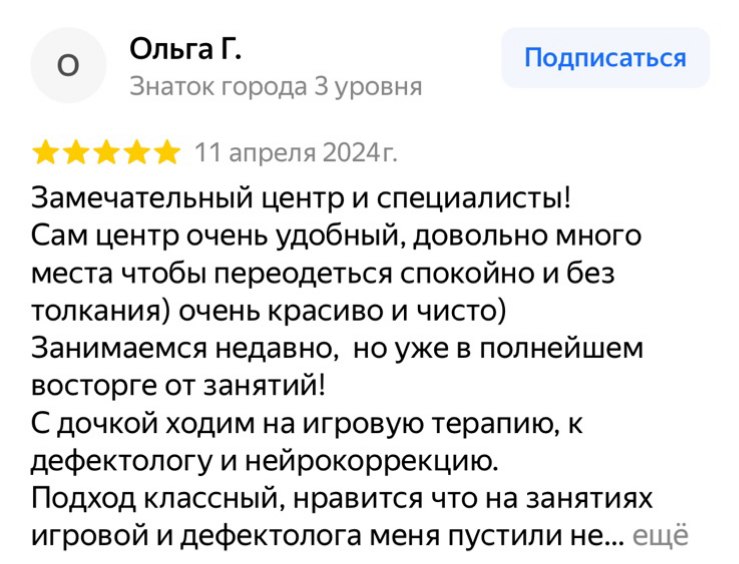 О
Ольга Г.
Подписаться
Знаток города 3 уровня
11 апреля 2024 г.
Замечательный центр и специалисты!
Сам центр очень удобный, довольно много
места чтобы переодеться спокойно и без
толкания) очень красиво и чисто)
Занимаемся недавно, но уже в полнейшем
восторге от занятий!
С дочкой ходим на игровую терапию, к
дефектологу и нейрокоррекцию.
Подход классный, нравится что на занятиях
игровой и дефектолога меня пустили не... ещё